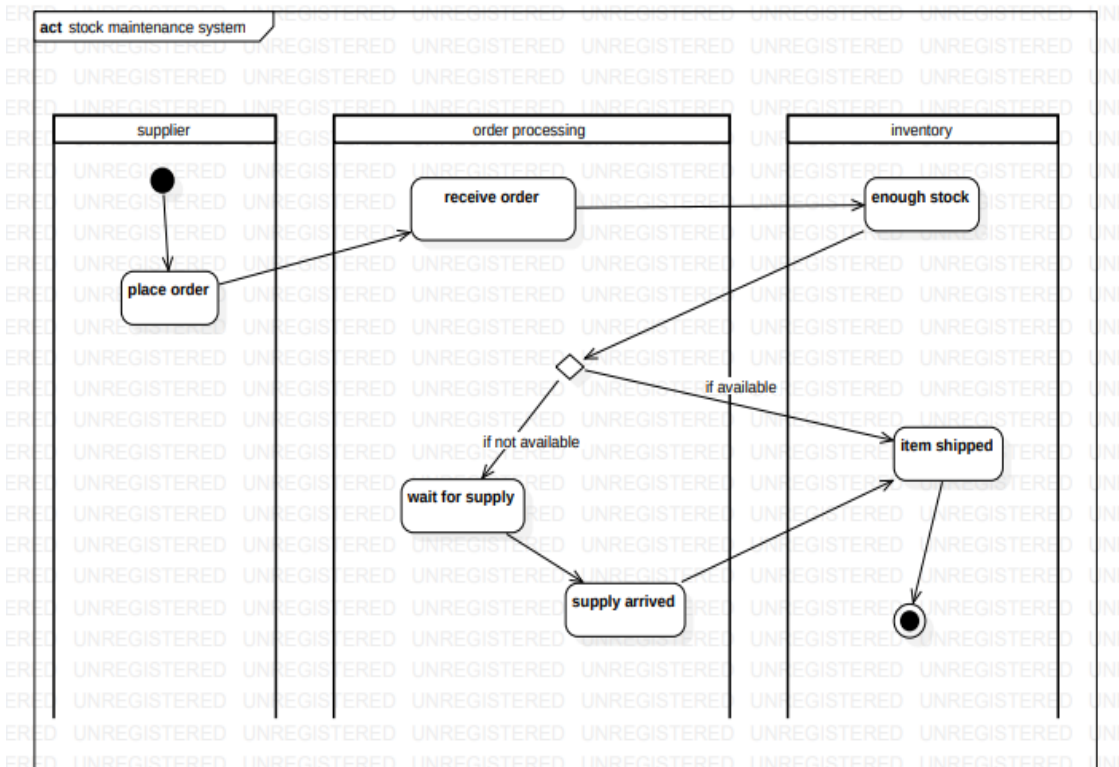 act stock maintenance system
supplier
order processing
inventory
receive order
enough stock
place order
if available
if not available
item shipped
wait for supply
supply arrived
UNREGISTERED